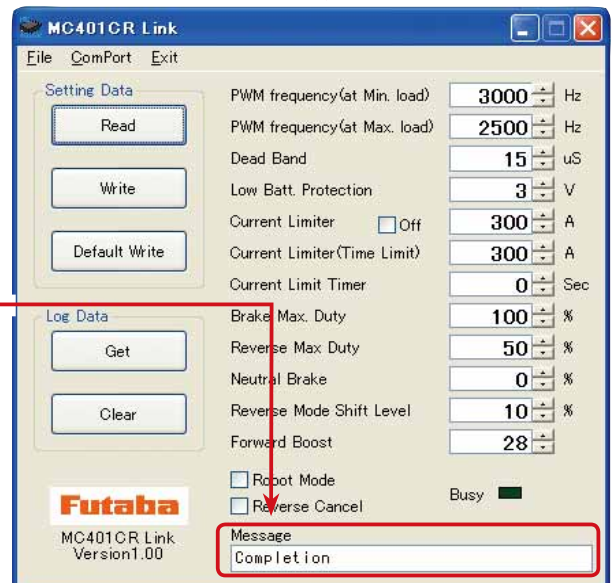 MC401CR Link
File ComPort Exit
Setting Data
Read
Write
Default Write
Log Data
Get
Clear
Futaba
MC401CR Link
Version1.00
PWM frequency(at Min. load) 3000 Hz
PWM frequency(at Max. load) 2500 Hz
Dead Band 15 uS
Low Batt. Protection 3 V
Current Limiter Off 300 A
Current Limiter(Time Limit) 300 A
Current Limit Timer 0 Sec
Brake Max. Duty 100 %
Reverse Max Duty 50 %
Neutral Brake 0 %
Reverse Mode Shift Level 10 %
Forward Boost 28
Robot Mode
Reverse Cancel
Busy
Message
Completion